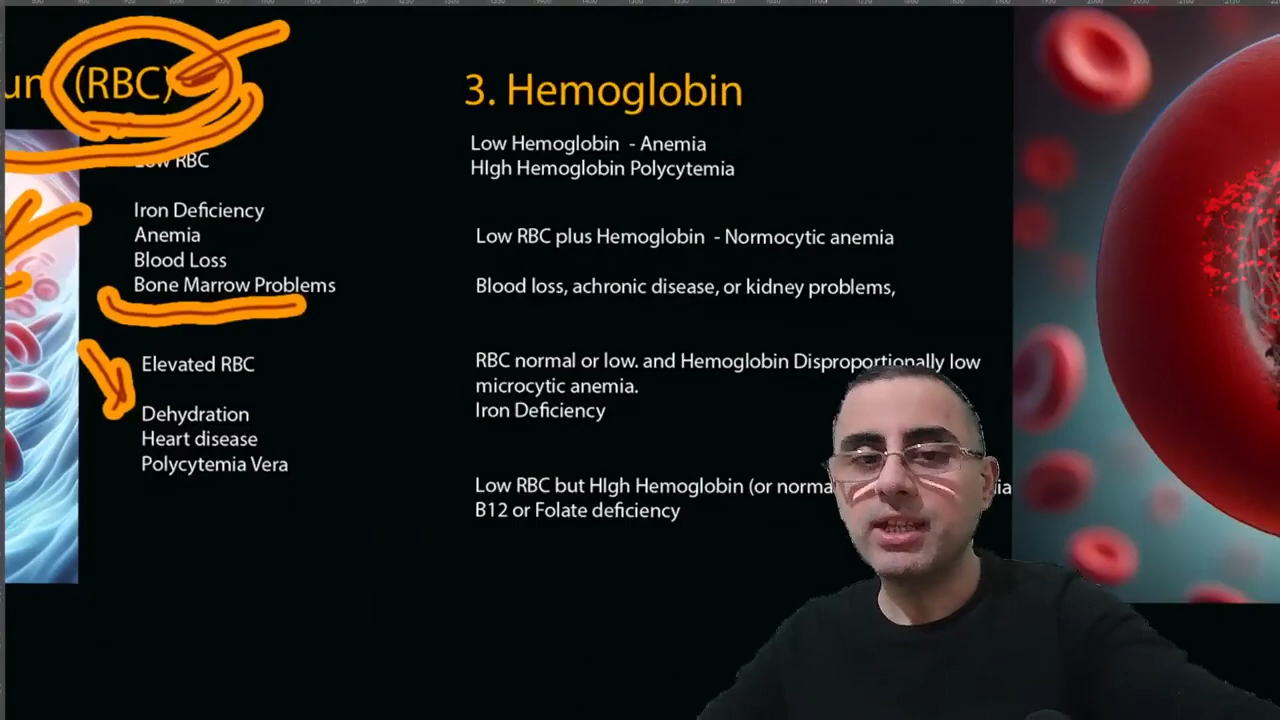 (RBC)
Low RBC
Iron Deficiency
Anemia
Blood Loss
Bone Marrow Problems
Elevated RBC
Dehydration
Heart disease
Polycytemia Vera
3. Hemoglobin
Low Hemoglobin - Anemia
HIgh Hemoglobin Polycytemia
Low RBC plus Hemoglobin - Normocytic anemia
Blood loss, achronic disease, or kidney problems,
RBC normal or low. and Hemoglobin Disproportionally low
microcytic anemia.
Iron Deficiency
Low RBC but HIgh Hemoglobin (or
B12 or Folate deficiency